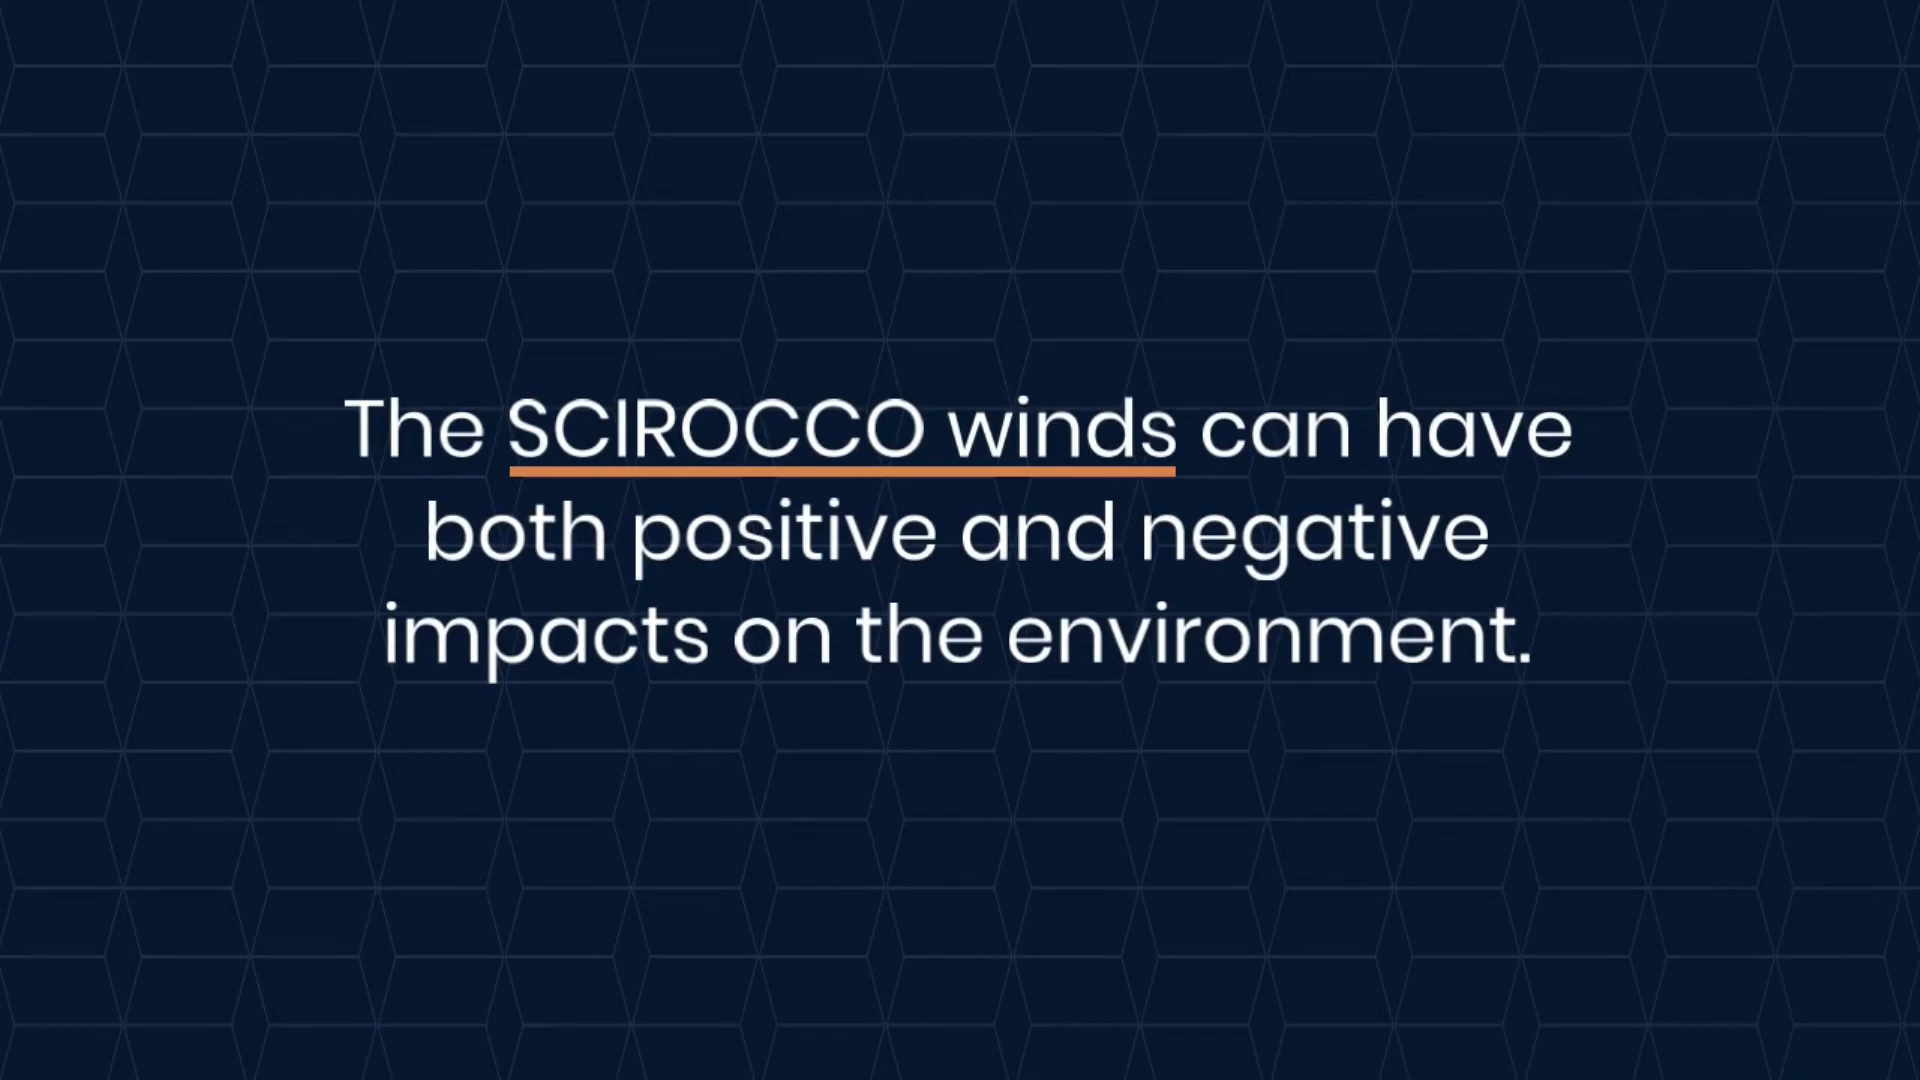 The SCIROCCO winds can have
both positive and negative
impacts on the environment.